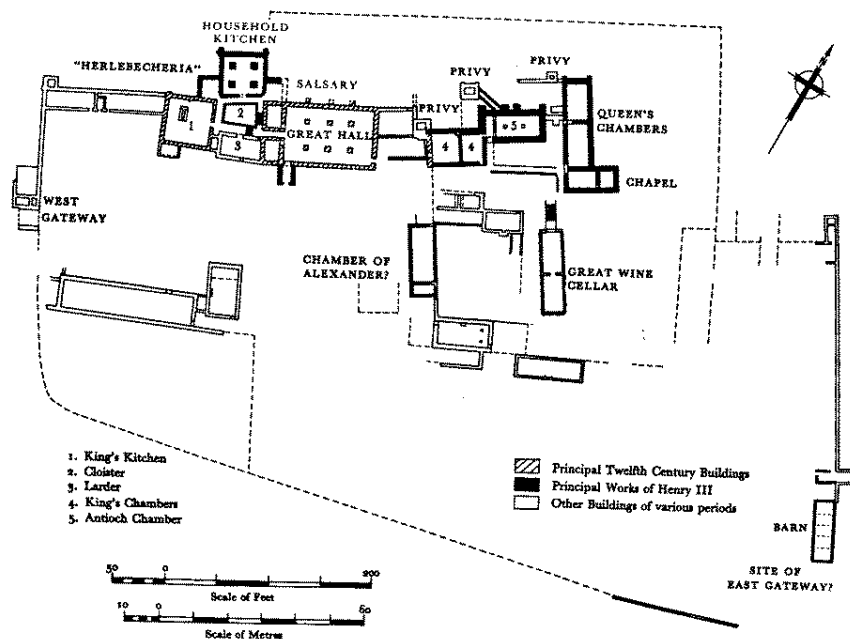 HOUSEHOLD
KITCHEN
"HERLEBECHERIA"
SALSARY
PRIVY
PRIVY
PRIVY
QUEEN'S
CHAMBERS
GREAT HALL
1
2
3
4
4
5
CHAPEL
WEST
GATEWAY
CHAMBER OF
ALEXANDER?
GREAT WINE
CELLAR
1. King's Kitchen
2. Cloister
3. Larder
4. King's Chambers
5. Antioch Chamber
Principal Twelfth Century Buildings
Principal Works of Henry III
Other Buildings of various periods
BARN
SITE OF
EAST GATEWAY?
50 0 200
Scale of Feet
10 0 60
Scale of Metres